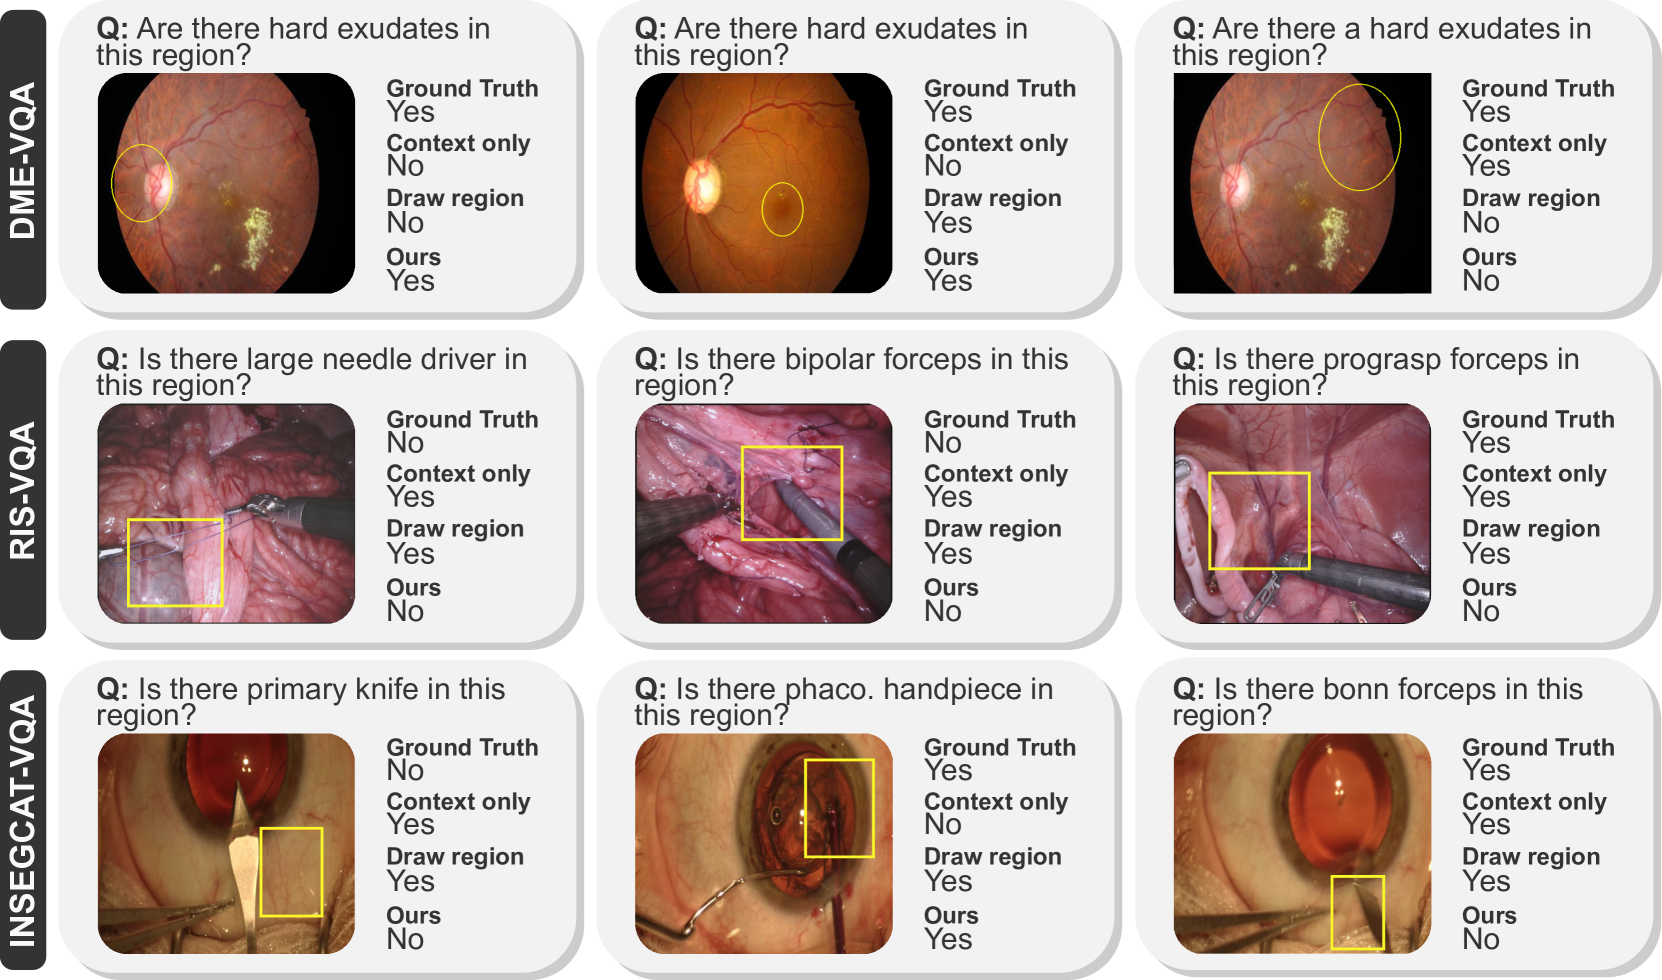 DME-VQA
Q: Are there hard exudates in
this region?
Ground Truth
Yes
Context only
No
Draw region
No
Ours
Yes
Q: Are there hard exudates in
this region?
Ground Truth
Yes
Context only
No
Draw region
Yes
Ours
Yes
Q: Are there a hard exudates in
this region?
Ground Truth
Yes
Context only
Yes
Draw region
No
Ours
No
RIS-VQA
Q: Is there large needle driver in
this region?
Ground Truth
No
Context only
Yes
Draw region
Yes
Ours
No
Q: Is there bipolar forceps in this
region?
Ground Truth
No
Context only
Yes
Draw region
Yes
Ours
No
Q: Is there prograsp forceps in
this region?
Ground Truth
Yes
Context only
Yes
Draw region
Yes
Ours
No
INSEGCAT-VQA
Q: Is there primary knife in this
region?
Ground Truth
No
Context only
Yes
Draw region
Yes
Ours
No
Q: Is there phaco. handpiece in
this region?
Ground Truth
Yes
Context only
No
Draw region
Yes
Ours
Yes
Q: Is there bonn forceps in this
region?
Ground Truth
Yes
Context only
Yes
Draw region
Yes
Ours
No